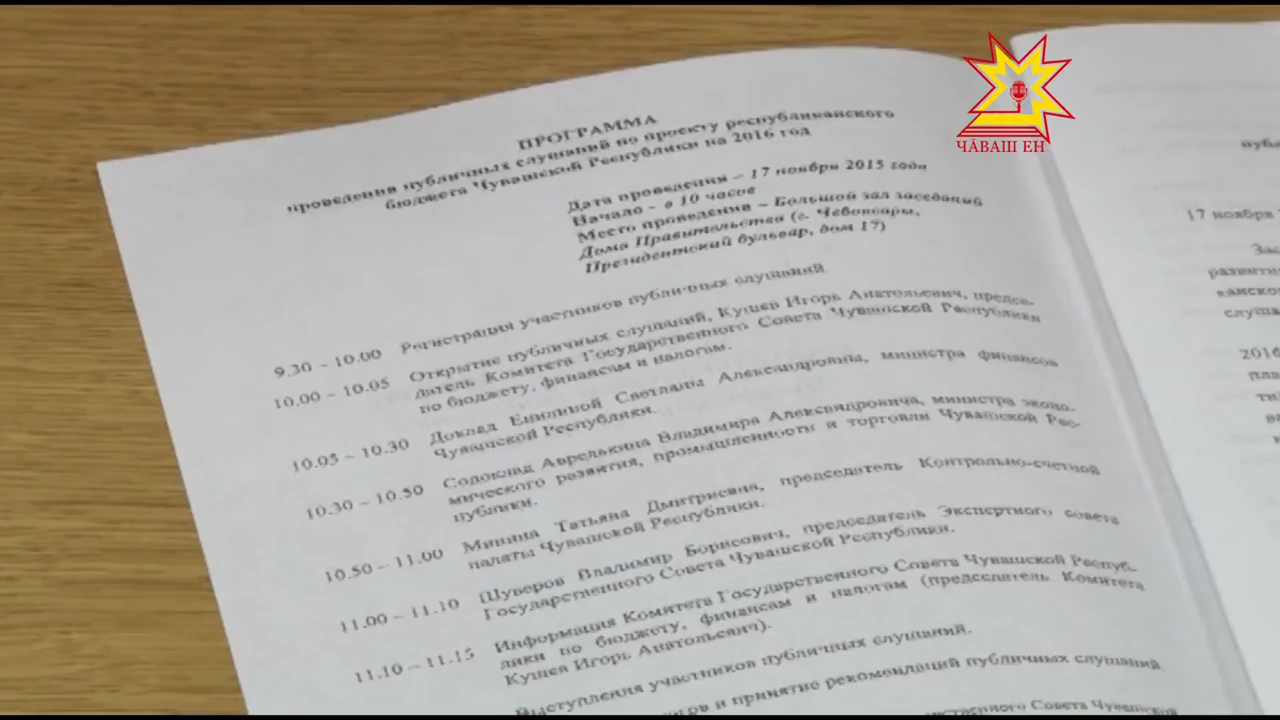 ЧӐВАШ ЕН
ПРОГРАММА
проведения публичных слушаний по проекту республиканского
бюджета Чувашской Республики на 2016 год
Дата проведения – 17 ноября 2015 года
Начало - в 10 часов
Место проведения – Большой зал заседаний
Дома Правительства (г. Чебоксары,
Президентский бульвар, дом 17)
9.30 – 10.00 Регистрация участников публичных слушаний.
10.00 – 10.05 Открытие публичных слушаний, Кушев Игорь Анатольевич, предсе-
датель Комитета Государственного Совета Чувашской Республики
по бюджету, финансам и налогам.
10.05 – 10.30 Доклад Енилиной Светланы Александровны, министра финансов
Чувашской Республики.
10.30 – 10.50 Содоклад Аврелькина Владимира Александровича, министра эконо-
мического развития, промышленности и торговли Чувашской Рес-
публики.
10.50 – 11.00 Минина Татьяна Дмитриевна, председатель Контрольно-счетной
палаты Чувашской Республики.
11.00 – 11.10 Шуверов Владимир Борисович, председатель Экспертного совета
Государственного Совета Чувашской Республики.
11.10 – 11.15 Информация Комитета Государственного Совета Чувашской Респуб-
лики по бюджету, финансам и налогам (председатель Комитета
Кушев Игорь Анатольевич).
Выступления участников публичных слушаний.
и принятие рекомендаций публичных слушаний.
Совета Чувашской
17 ноября
развития
2016